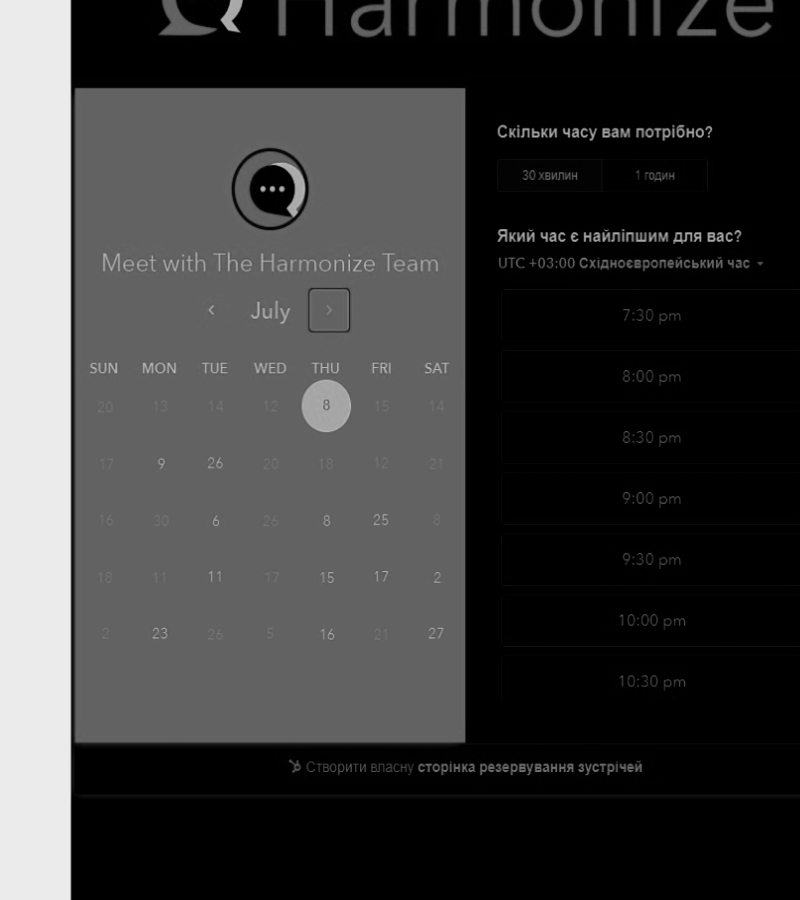 Harmonize
Meet with The Harmonize Team
July
SUN MON TUE WED THU FRI SAT
20 13 14 12 8 15 14
17 9 26 20 18 12 21
16 30 6 26 8 25 8
18 11 11 17 15 17 2
2 23 26 5 16 21 27
Скільки часу вам потрібно?
30 хвилин 1 годин
Який час є найліпшим для вас?
UTC +03:00 Східноєвропейський час
7:30 pm
8:00 pm
8:30 pm
9:00 pm
9:30 pm
10:00 pm
10:30 pm
Створити власну сторінка резервування зустрічей